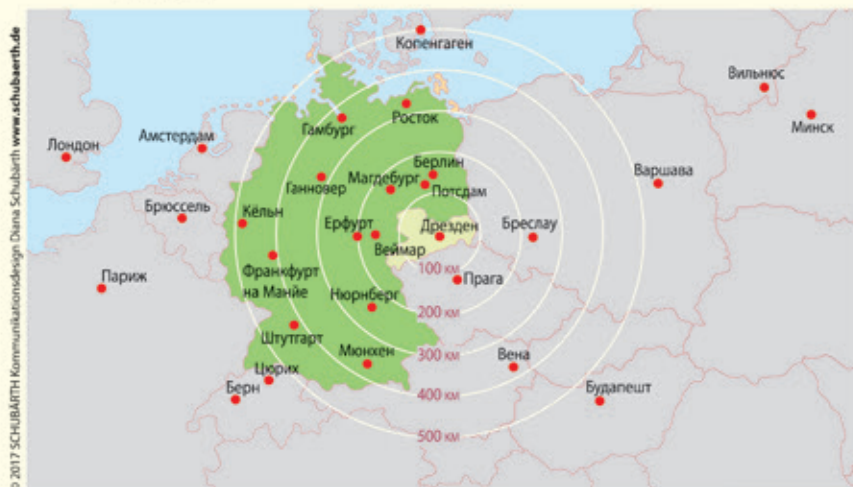 Копенгаген
Вильнюс
Минск
Росток
Гамбург
Амстердам
Лондон
Берлин
Магдебург
Варшава
Ганновер
Потсдам
Брюссель
Кёльн
Ерфурт
Дрезден
Бреслау
Веймар
Франкфурт
на Манйе
100 км
Прага
Париж
Нюрнберг
200 км
Штутгарт
Мюнхен
300 км
Вена
Цюрих
Берн
400 км
Будапешт
500 км
© 2017 SCHUBÄRTH Kommunikationsdesign Diana Schubärth www.schubaerth.de